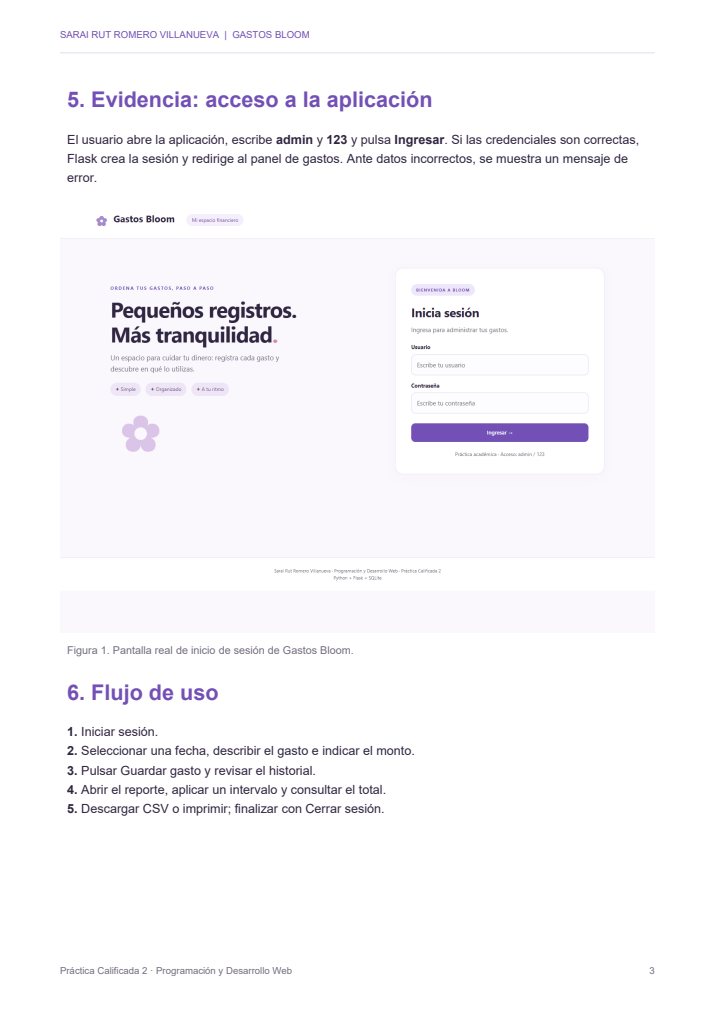 SARAI RUT ROMERO VILLANUEVA | GASTOS BLOOM
5. Evidencia: acceso a la aplicación
El usuario abre la aplicación, escribe admin y 123 y pulsa Ingresar. Si las credenciales son correctas,
Flask crea la sesión y redirige al panel de gastos. Ante datos incorrectos, se muestra un mensaje de
error.
Gastos Bloom
Mi espacio financiero
ORDENA TUS GASTOS, PASO A PASO
Pequeños registros.
Más tranquilidad.
Un espacio para cuidar tu dinero: registra cada gasto y
descubre en qué lo utilizas.
✦ Simple ✦ Organizado ✦ A tu ritmo
BIENVENIDA A BLOOM
Inicia sesión
Ingresa para administrar tus gastos.
Usuario
Escribe tu usuario
Contraseña
Escribe tu contraseña
Ingresar →
Práctica académica · Acceso: admin / 123
Sarai Rut Romero Villanueva · Programación y Desarrollo Web · Práctica Calificada 2
Python + Flask + SQLite
Figura 1. Pantalla real de inicio de sesión de Gastos Bloom.
6. Flujo de uso
1. Iniciar sesión.
2. Seleccionar una fecha, describir el gasto e indicar el monto.
3. Pulsar Guardar gasto y revisar el historial.
4. Abrir el reporte, aplicar un intervalo y consultar el total.
5. Descargar CSV o imprimir; finalizar con Cerrar sesión.
Práctica Calificada 2 · Programación y Desarrollo Web
3